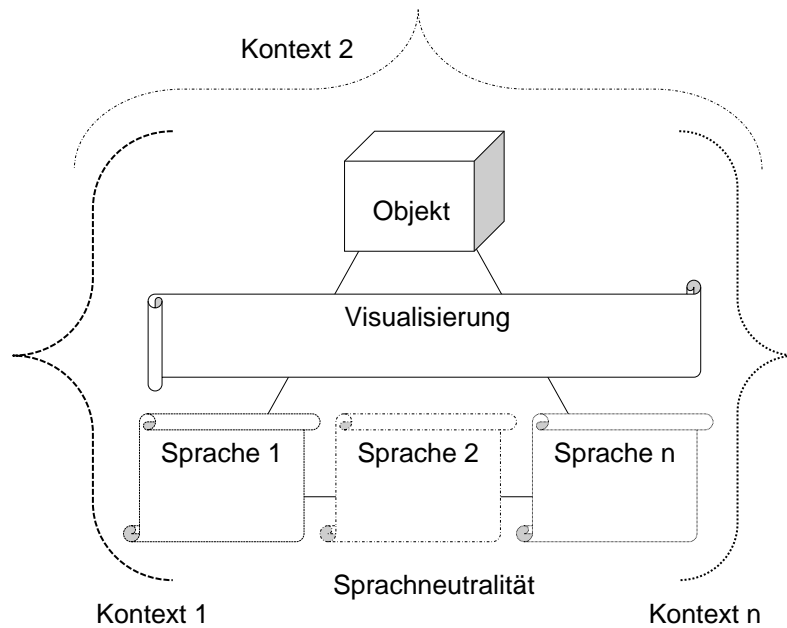 Kontext 2
Objekt
Visualisierung
Sprache 1
Sprache 2
Sprache n
Sprachneutralität
Kontext 1
Kontext n